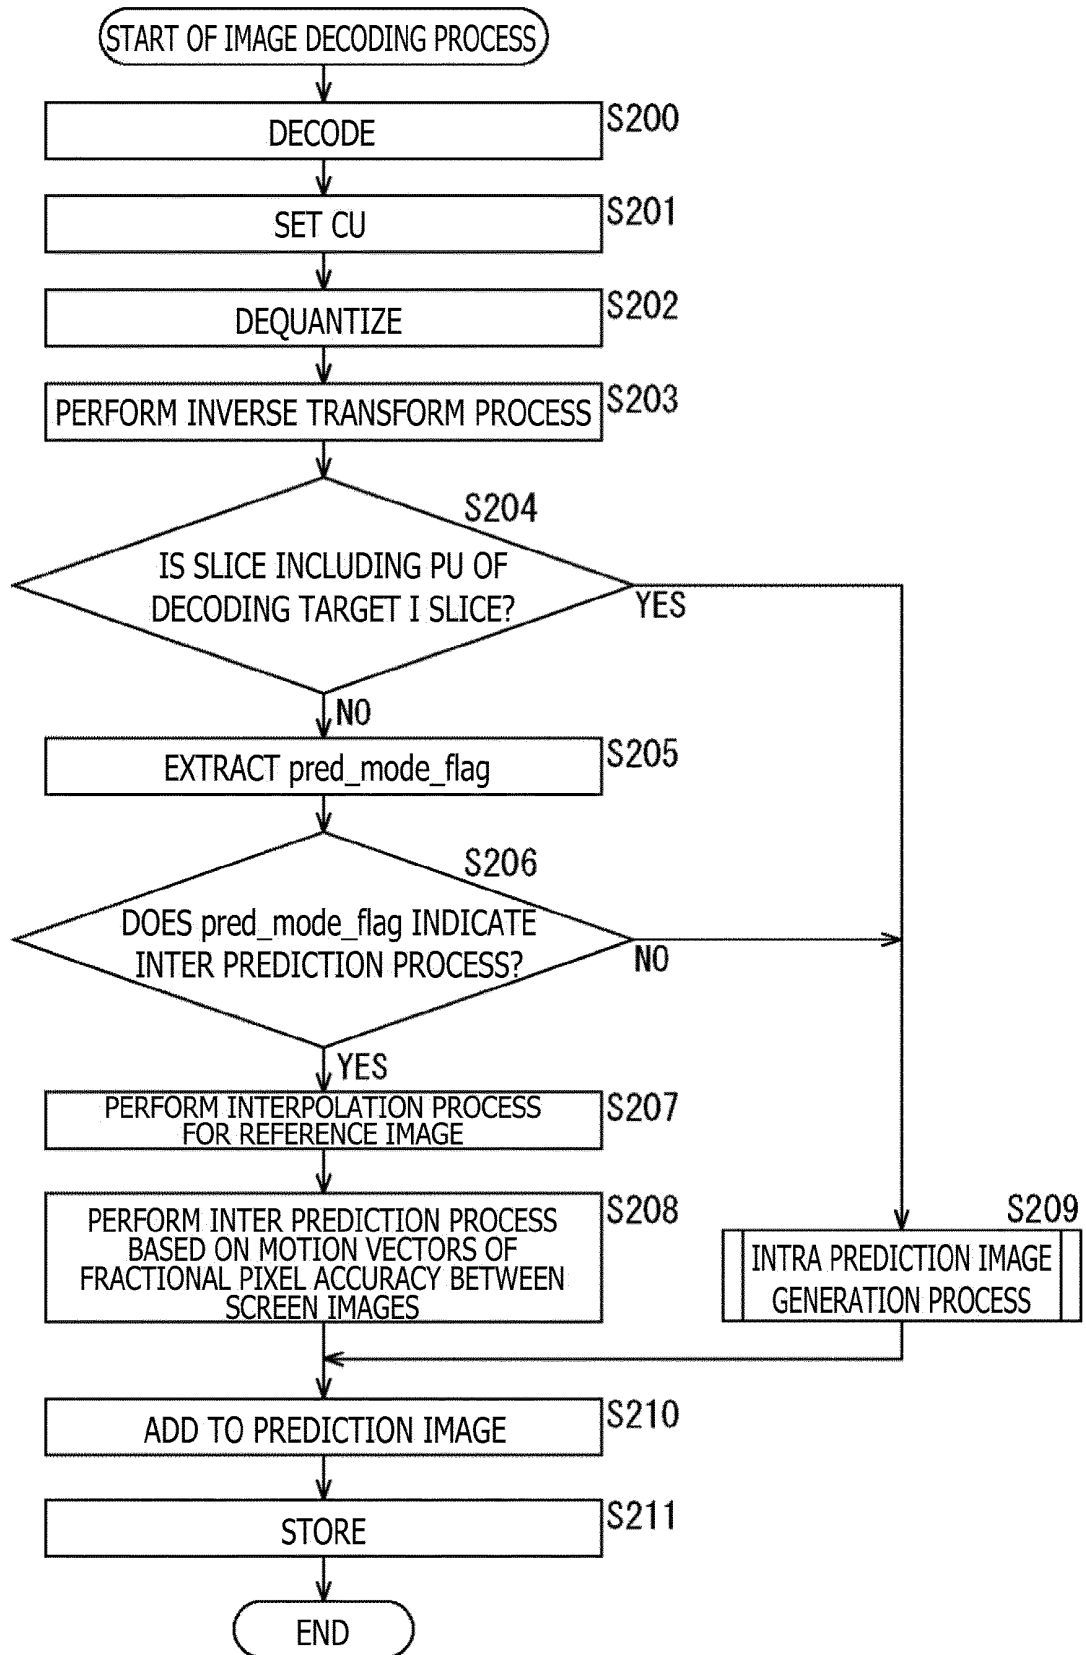 START OF IMAGE DECODING PROCESS
S200
DECODE
S201
SET CU
S202
DEQUANTIZE
S203
PERFORM INVERSE TRANSFORM PROCESS
S204
IS SLICE INCLUDING PU OF
DECODING TARGET I SLICE?
YES
NO
S205
EXTRACT pred_mode_flag
S206
DOES pred_mode_flag INDICATE
INTER PREDICTION PROCESS?
NO
YES
S207
PERFORM INTERPOLATION PROCESS
FOR REFERENCE IMAGE
S208
PERFORM INTER PREDICTION PROCESS
BASED ON MOTION VECTORS OF
FRACTIONAL PIXEL ACCURACY BETWEEN
SCREEN IMAGES
S209
INTRA PREDICTION IMAGE
GENERATION PROCESS
S210
ADD TO PREDICTION IMAGE
S211
STORE
END